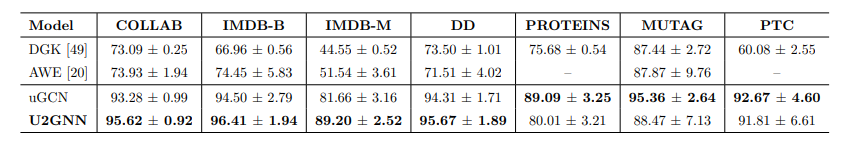 Model COLLAB IMDB-B IMDB-M DD PROTEINS MUTAG PTC
DGK [49] 73.09 ± 0.25 66.96 ± 0.56 44.55 ± 0.52 73.50 ± 1.01 75.68 ± 0.54 87.44 ± 2.72 60.08 ± 2.55
AWE [20] 73.93 ± 1.94 74.45 ± 5.83 51.54 ± 3.61 71.51 ± 4.02 – 87.87 ± 9.76 –
uGCN 93.28 ± 0.99 94.50 ± 2.79 81.66 ± 3.16 94.31 ± 1.71 89.09 ± 3.25 95.36 ± 2.64 92.67 ± 4.60
U2GNN 95.62 ± 0.92 96.41 ± 1.94 89.20 ± 2.52 95.67 ± 1.89 80.01 ± 3.21 88.47 ± 7.13 91.81 ± 6.61